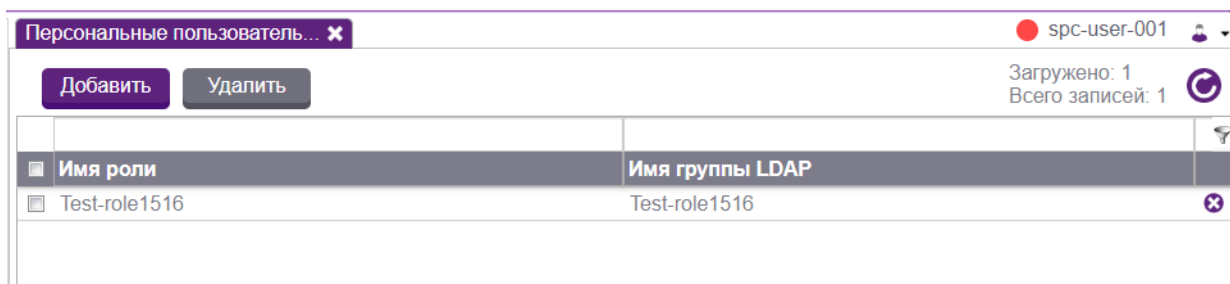 Персональные пользователь...
spc-user-001
Добавить Удалить
Загружено: 1
Всего записей: 1
Имя роли Имя группы LDAP
Test-role1516 Test-role1516